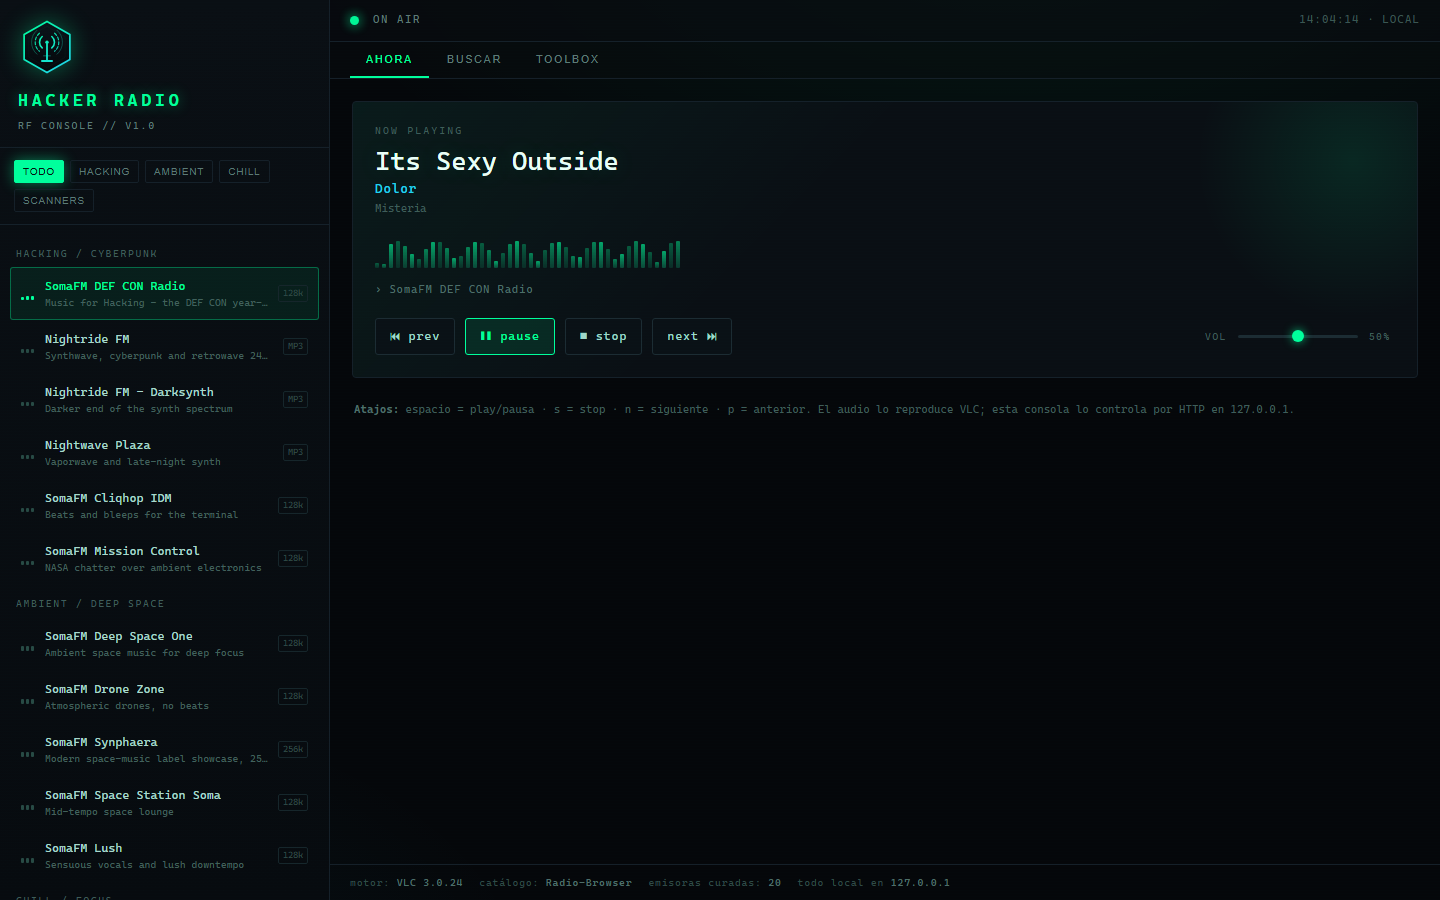 HACKER RADIO
RF CONSOLE // V1.0
TODO HACKING AMBIENT CHILL
SCANNERS
HACKING / CYBERPUNK
SomaFM DEF CON Radio
Music for Hacking – the DEF CON year-… 128k
Nightride FM
Synthwave, cyberpunk and retrowave 24… MP3
Nightride FM – Darksynth
Darker end of the synth spectrum MP3
Nightwave Plaza
Vaporwave and late-night synth MP3
SomaFM Cliqhop IDM
Beats and bleeps for the terminal 128k
SomaFM Mission Control
NASA chatter over ambient electronics 128k
AMBIENT / DEEP SPACE
SomaFM Deep Space One
Ambient space music for deep focus 128k
SomaFM Drone Zone
Atmospheric drones, no beats 128k
SomaFM Synphaera
Modern space-music label showcase, 25… 256k
SomaFM Space Station Soma
Mid-tempo space lounge 128k
SomaFM Lush
Sensuous vocals and lush downtempo 128k
CHILL / FOCUS
ON AIR 14:04:14 · LOCAL
AHORA BUSCAR TOOLBOX
NOW PLAYING
Its Sexy Outside
Dolor
Misteria
› SomaFM DEF CON Radio
⏮ prev ⏸ pause ⏹ stop next ⏭ VOL 50%
Atajos: espacio = play/pausa · s = stop · n = siguiente · p = anterior. El audio lo reproduce VLC; esta consola lo controla por HTTP en 127.0.0.1.
motor: VLC 3.0.24 catálogo: Radio-Browser emisoras curadas: 20 todo local en 127.0.0.1